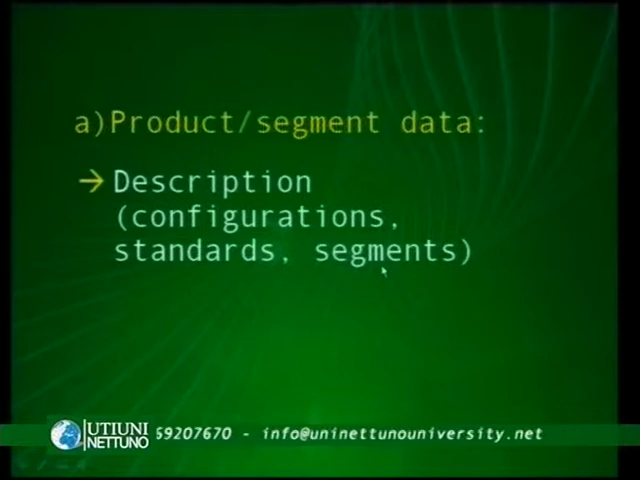 a)Product/segment data:
→ Description
(configurations,
standards, segments)
UTIUNI
NETTUNO
69207670 - info@uninettunouniversity.net